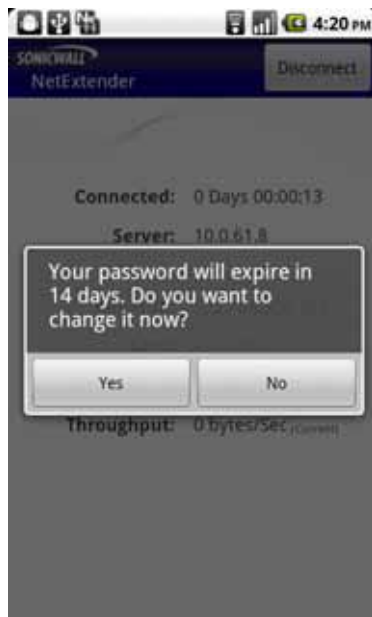 4:20 PM
SONICWALL
NetExtender
Disconnect
Connected: 0 Days 00:00:13
Server: 10.0.61.8
Your password will expire in
14 days. Do you want to
change it now?
Yes
No
Throughput: 0 bytes/Sec (Current)